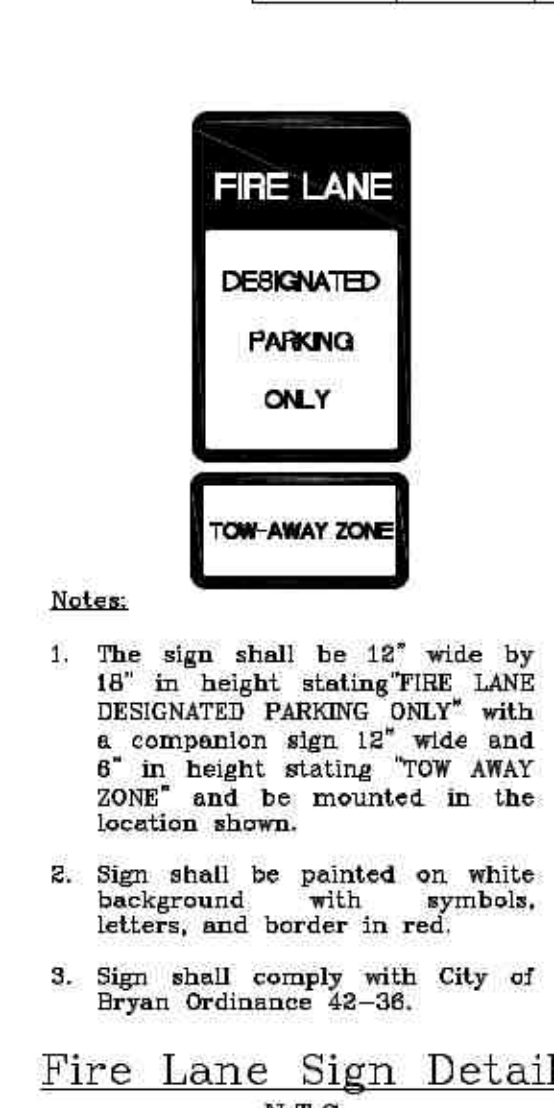 FIRE LANE
DESIGNATED
PARKING
ONLY
TOW-AWAY ZONE
Notes:
1. The sign shall be 12" wide by
18" in height stating"FIRE LANE
DESIGNATED PARKING ONLY" with
a companion sign 12" wide and
6" in height stating "TOW AWAY
ZONE" and be mounted in the
location shown.
2. Sign shall be painted on white
background with symbols,
letters, and border in red.
3. Sign shall comply with City of
Bryan Ordinance 42-36.
Fire Lane Sign Detail